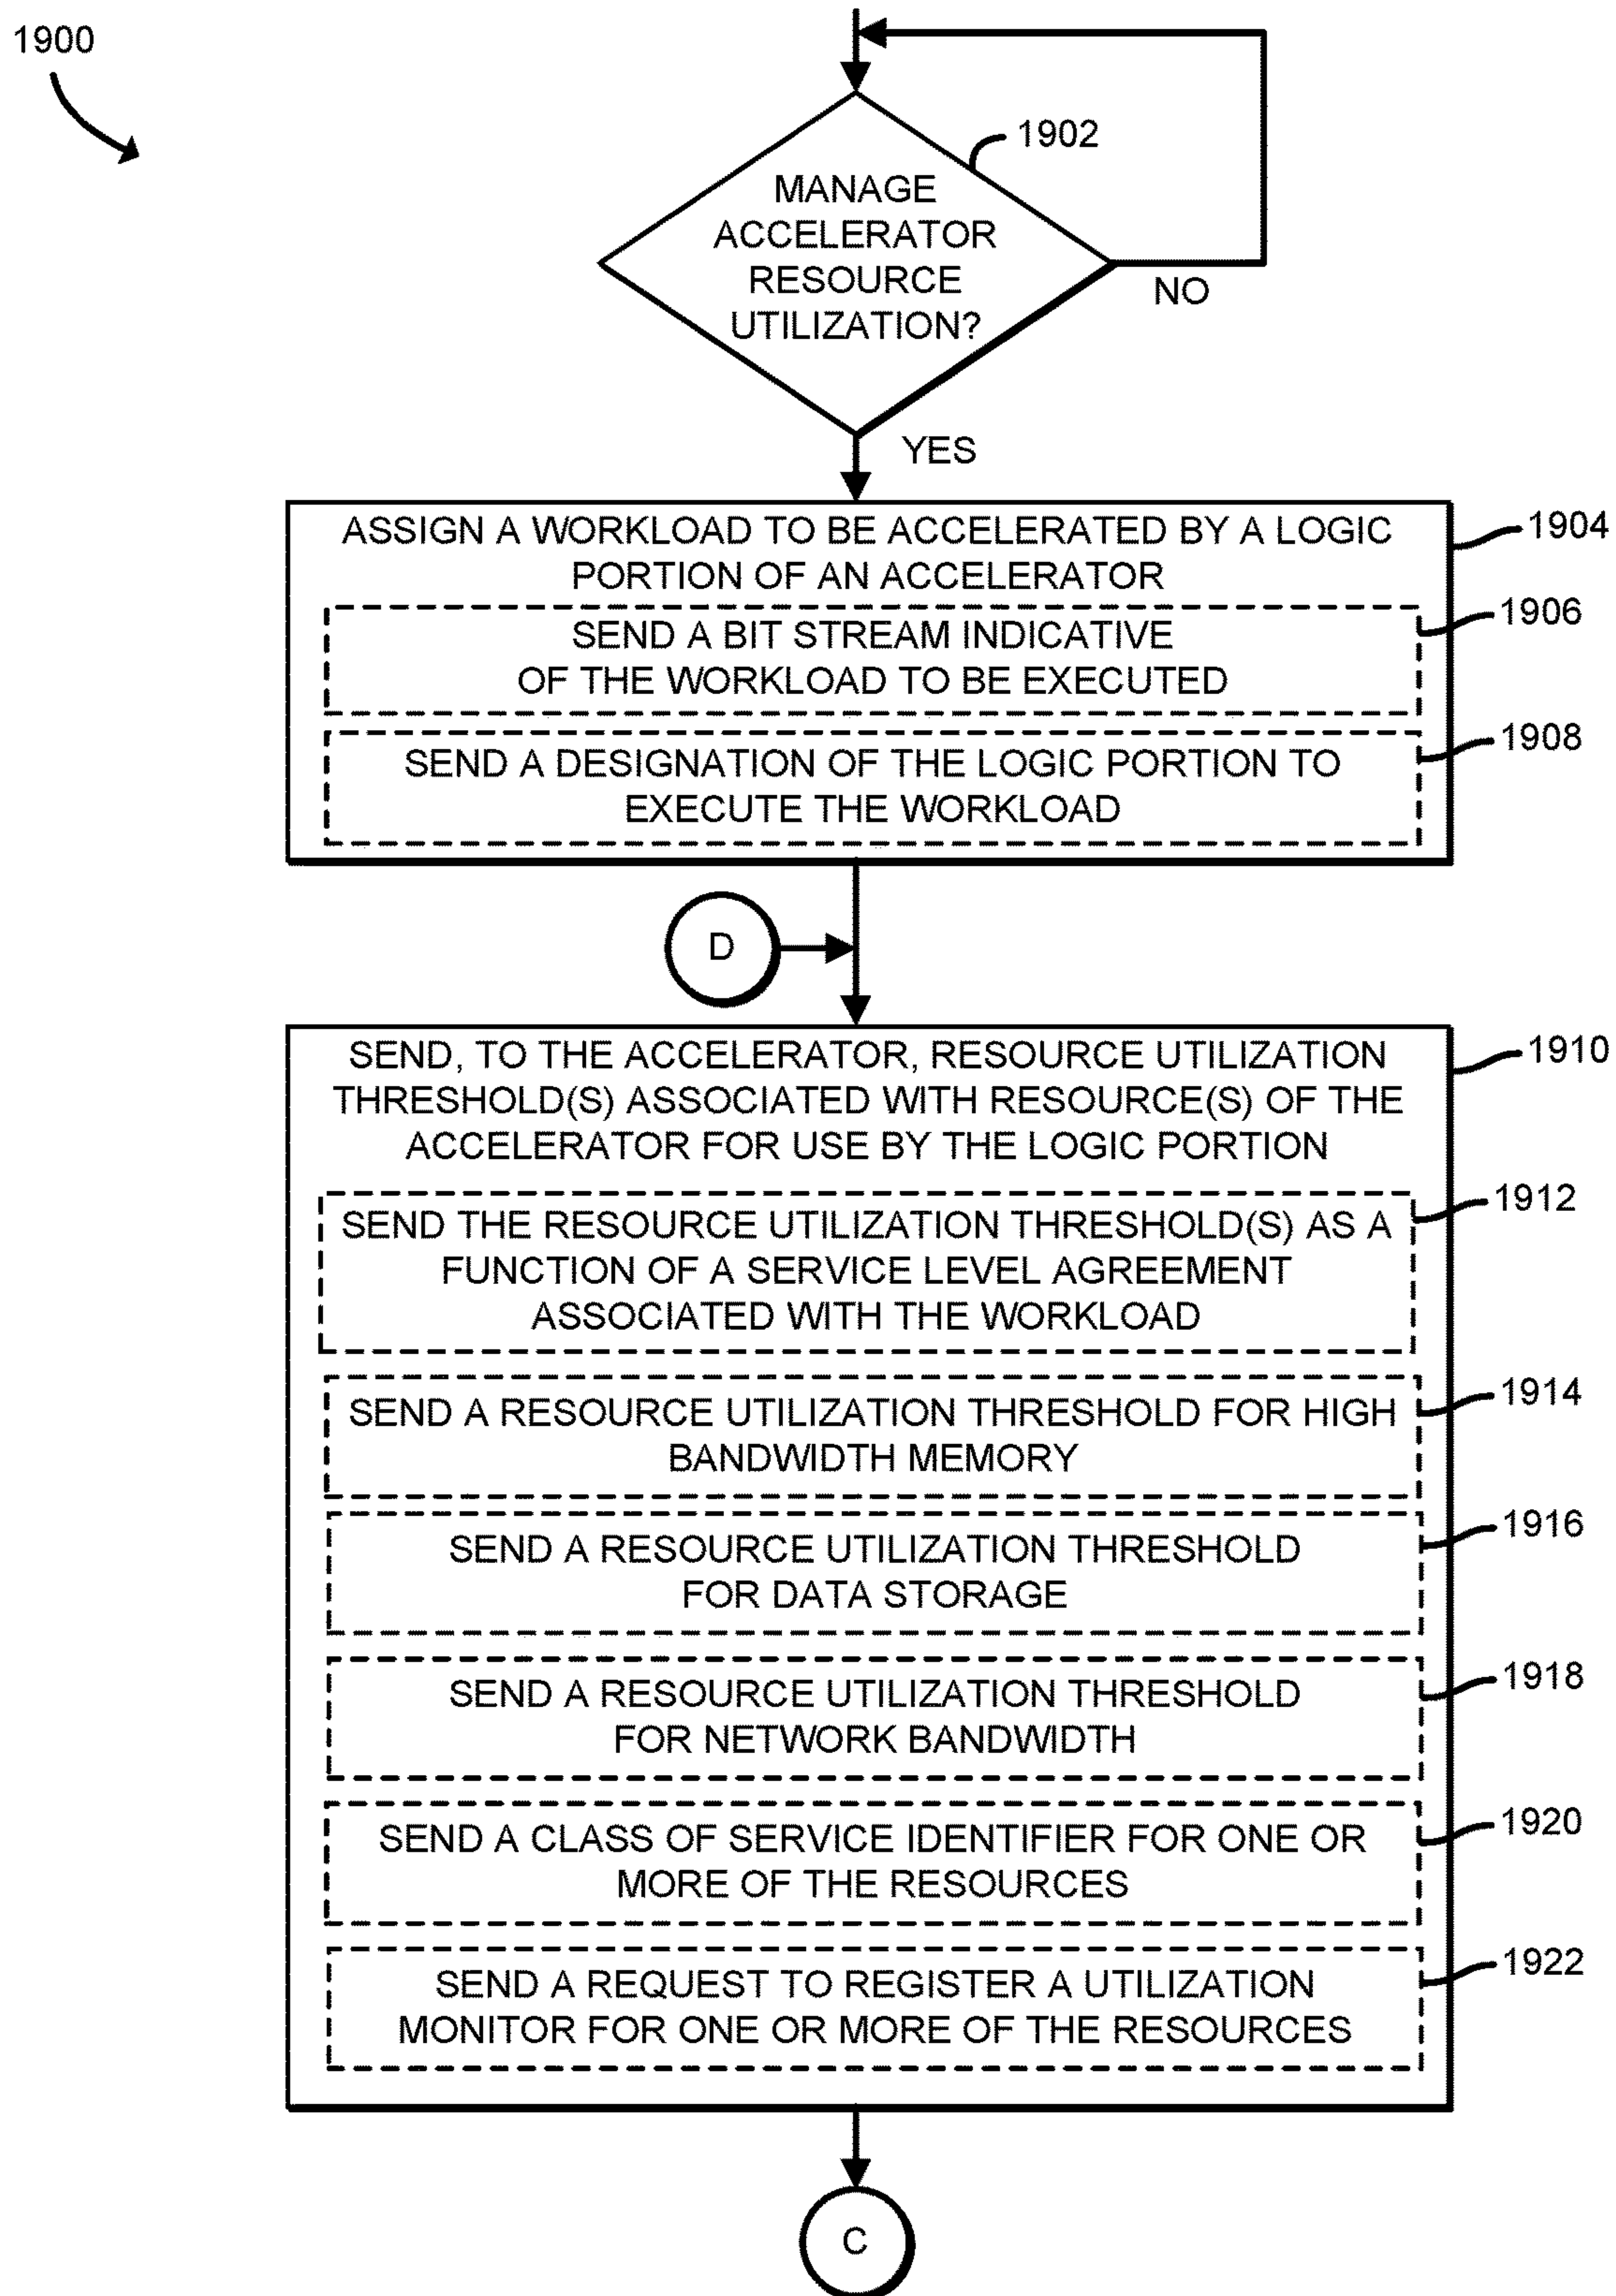 1900
1902
MANAGE
ACCELERATOR
RESOURCE
UTILIZATION?
NO
YES
ASSIGN A WORKLOAD TO BE ACCELERATED BY A LOGIC
PORTION OF AN ACCELERATOR
1904
SEND A BIT STREAM INDICATIVE
OF THE WORKLOAD TO BE EXECUTED
1906
SEND A DESIGNATION OF THE LOGIC PORTION TO
EXECUTE THE WORKLOAD
1908
D
SEND, TO THE ACCELERATOR, RESOURCE UTILIZATION
THRESHOLD(S) ASSOCIATED WITH RESOURCE(S) OF THE
ACCELERATOR FOR USE BY THE LOGIC PORTION
1910
SEND THE RESOURCE UTILIZATION THRESHOLD(S) AS A
FUNCTION OF A SERVICE LEVEL AGREEMENT
ASSOCIATED WITH THE WORKLOAD
1912
SEND A RESOURCE UTILIZATION THRESHOLD FOR HIGH
BANDWIDTH MEMORY
1914
SEND A RESOURCE UTILIZATION THRESHOLD
FOR DATA STORAGE
1916
SEND A RESOURCE UTILIZATION THRESHOLD
FOR NETWORK BANDWIDTH
1918
SEND A CLASS OF SERVICE IDENTIFIER FOR ONE OR
MORE OF THE RESOURCES
1920
SEND A REQUEST TO REGISTER A UTILIZATION
MONITOR FOR ONE OR MORE OF THE RESOURCES
1922
C